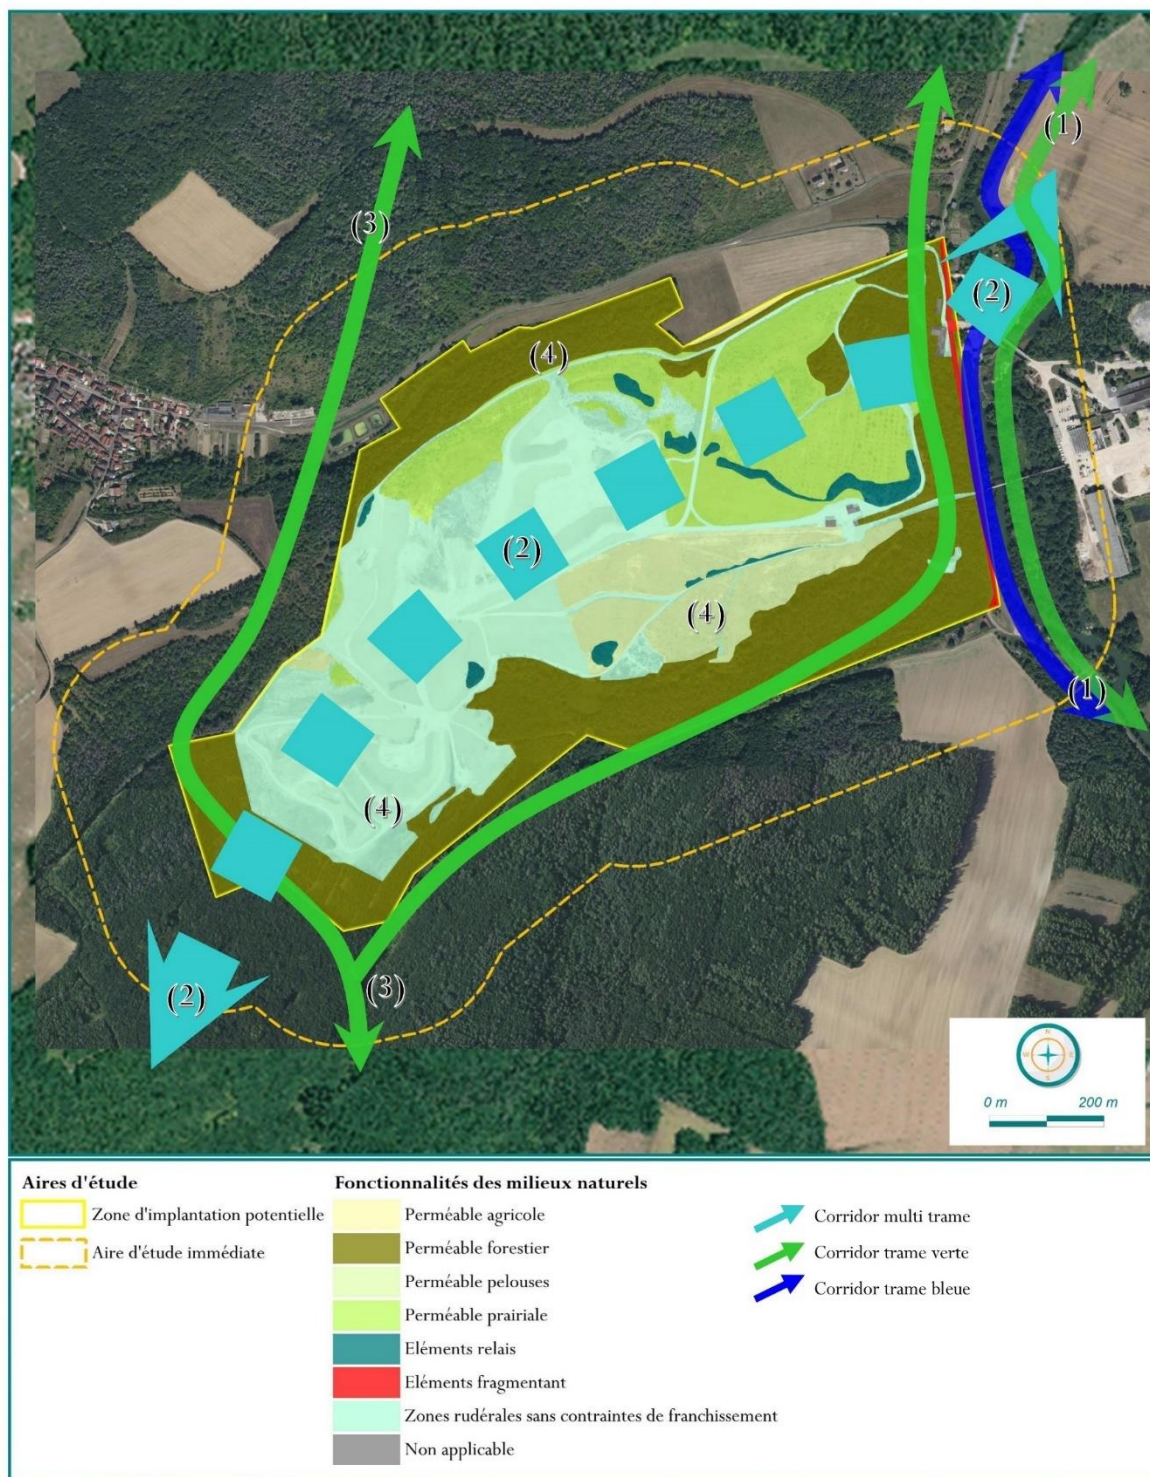 (1)
(3)
(2)
(4)
(2)
(4)
(1)
(4)
(3)
(2)
N
W E
S
0 m 200 m
Aires d'étude
Zone d'implantation potentielle
Aire d'étude immédiate
Fonctionnalités des milieux naturels
Perméable agricole
Perméable forestier
Perméable pelouses
Perméable prairiale
Eléments relais
Eléments fragmentant
Zones rudérales sans contraintes de franchissement
Non applicable
Corridor multi trame
Corridor trame verte
Corridor trame bleue